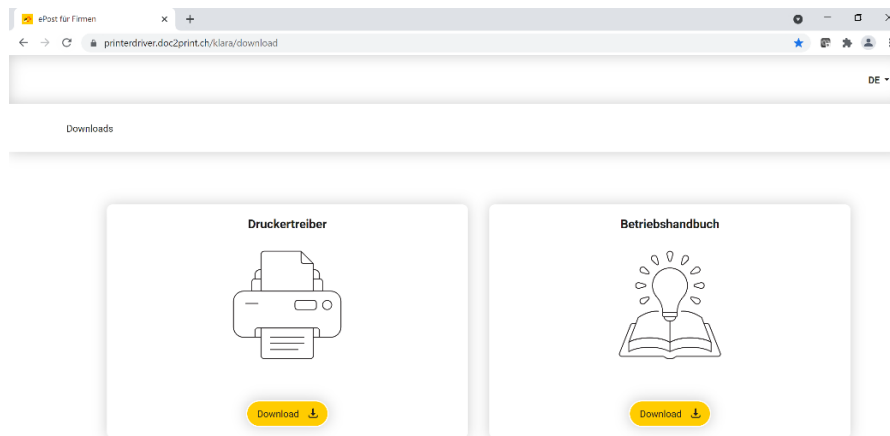 ePost für Firmen
printerdriver.doc2print.ch/klara/download
DE
Downloads
Druckertreiber
Betriebshandbuch
Download
Download